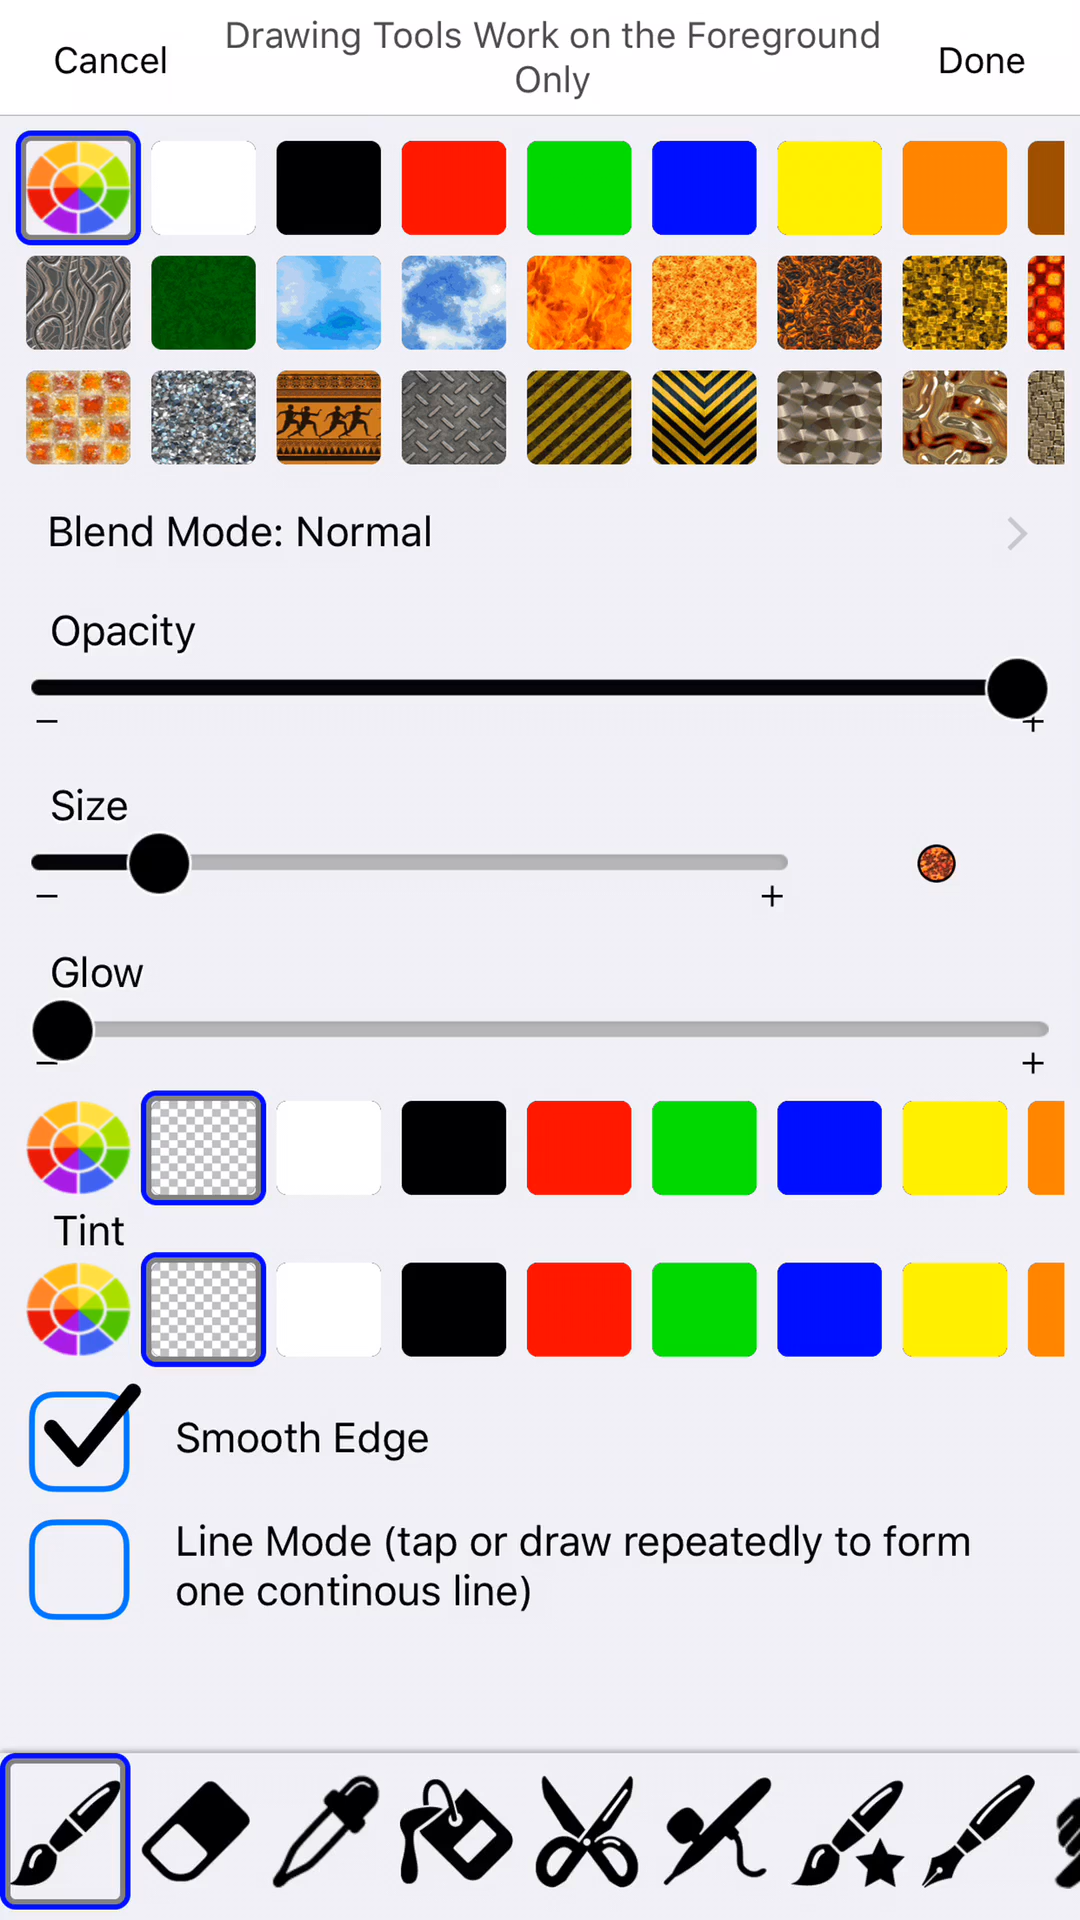 Cancel
Drawing Tools Work on the Foreground
Only
Done
Blend Mode: Normal
Opacity
− +
Size
− +
Glow
− +
Tint
Smooth Edge
Line Mode (tap or draw repeatedly to form
one continous line)